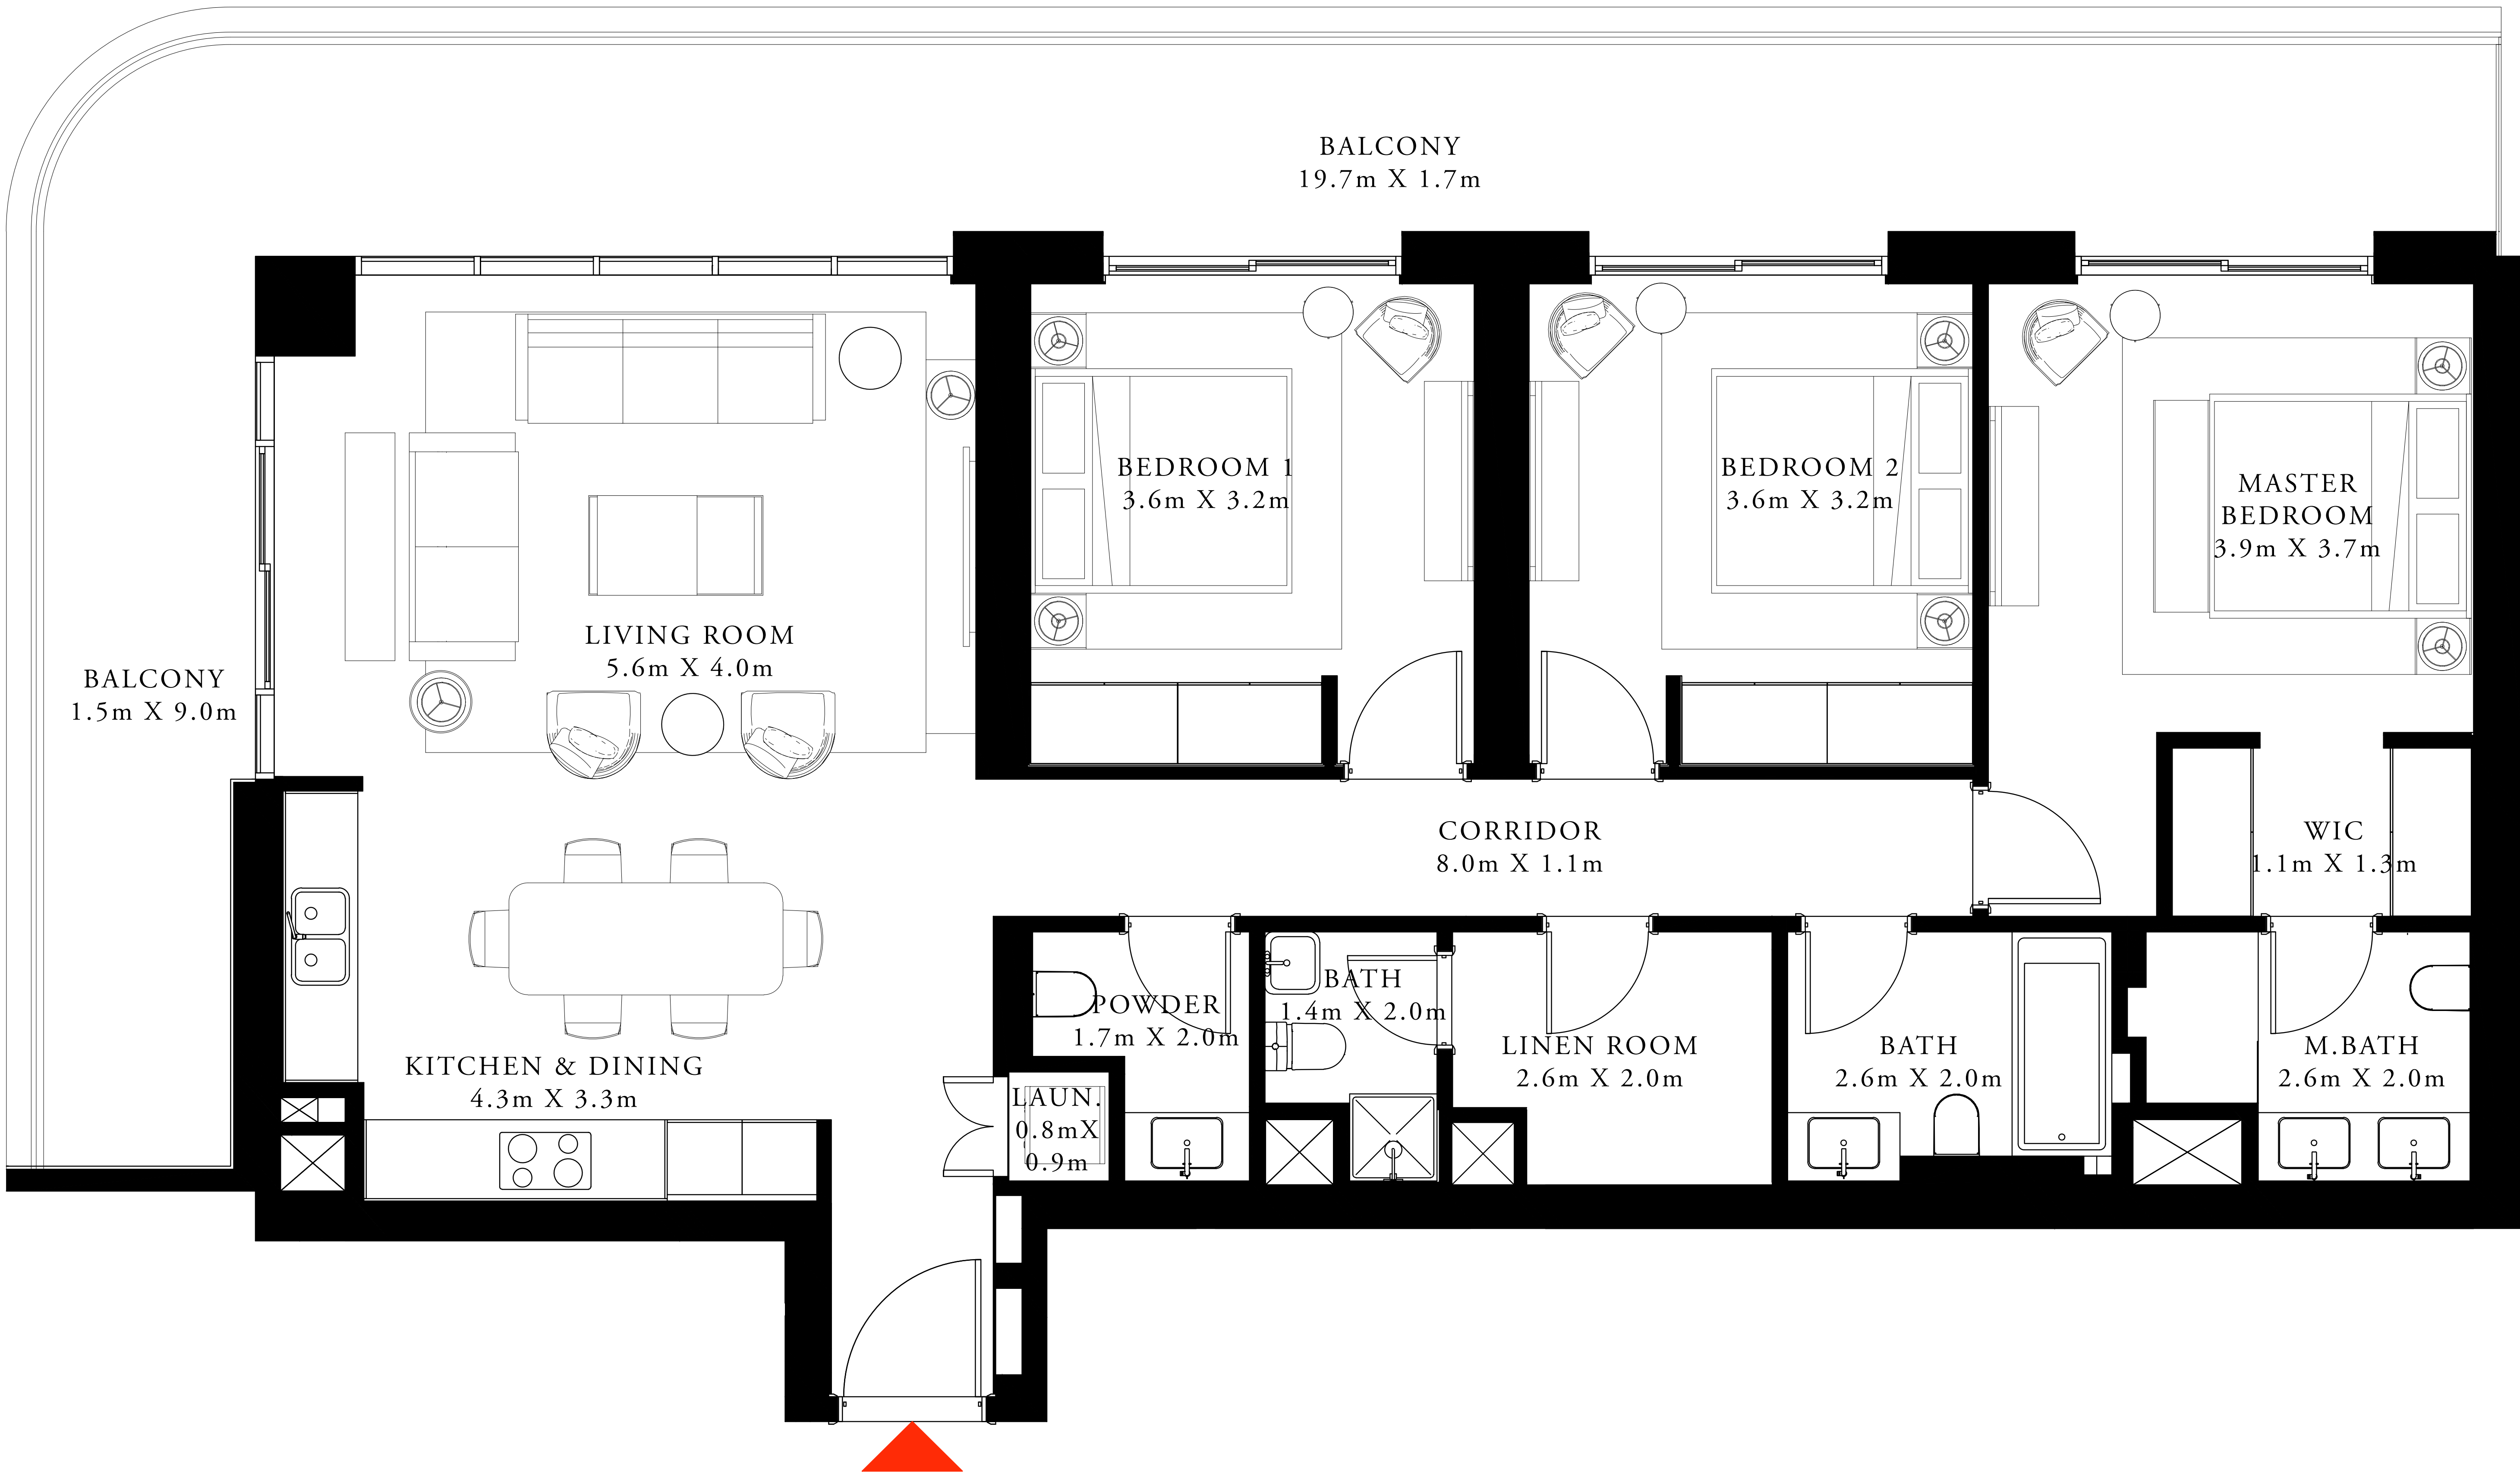 BALCONY
19.7m X 1.7m
BEDROOM 1
3.6m X 3.2m
BEDROOM 2
3.6m X 3.2m
MASTER
BEDROOM
3.9m X 3.7m
LIVING ROOM
5.6m X 4.0m
BALCONY
1.5m X 9.0m
CORRIDOR
8.0m X 1.1m
WIC
1.1m X 1.3m
KITCHEN & DINING
4.3m X 3.3m
POWDER
1.7m X 2.0m
BATH
1.4m X 2.0m
LINEN ROOM
2.6m X 2.0m
BATH
2.6m X 2.0m
M.BATH
2.6m X 2.0m
LAUN.
0.8mX
0.9m